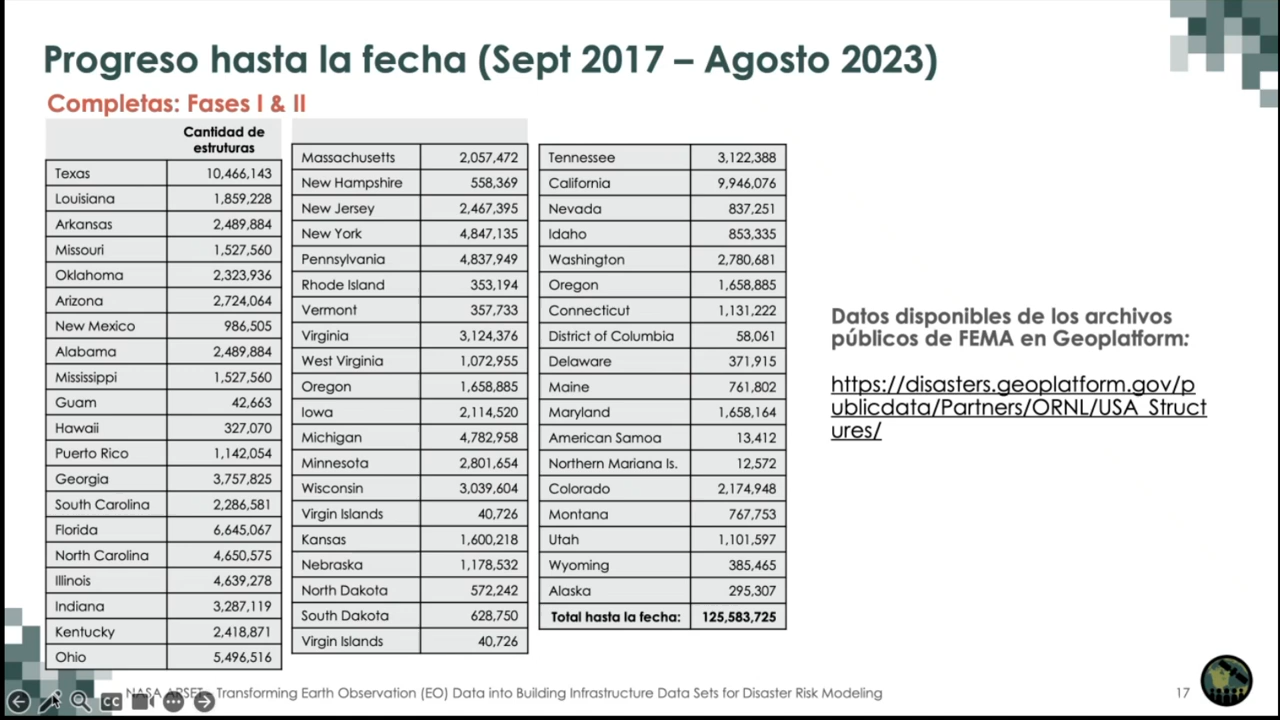 Progreso hasta la fecha (Sept 2017 – Agosto 2023)
Completas: Fases I & II
Cantidad de
estruturas
Texas 10,466,143
Louisiana 1,859,228
Arkansas 2,489,884
Missouri 1,527,560
Oklahoma 2,323,936
Arizona 2,724,064
New Mexico 986,505
Alabama 2,489,884
Mississippi 1,527,560
Guam 42,663
Hawaii 327,070
Puerto Rico 1,142,054
Georgia 3,757,825
South Carolina 2,286,581
Florida 6,645,067
North Carolina 4,650,575
Illinois 4,639,278
Indiana 3,287,119
Kentucky 2,418,871
Ohio 5,496,516
Massachusetts 2,057,472
New Hampshire 558,369
New Jersey 2,467,395
New York 4,847,135
Pennsylvania 4,837,949
Rhode Island 353,194
Vermont 357,733
Virginia 3,124,376
West Virginia 1,072,955
Oregon 1,658,885
Iowa 2,114,520
Michigan 4,782,958
Minnesota 2,801,654
Wisconsin 3,039,604
Virgin Islands 40,726
Kansas 1,600,218
Nebraska 1,178,532
North Dakota 572,242
South Dakota 628,750
Virgin Islands 40,726
Tennessee 3,122,388
California 9,946,076
Nevada 837,251
Idaho 853,335
Washington 2,780,681
Oregon 1,658,885
Connecticut 1,131,222
District of Columbia 58,061
Delaware 371,915
Maine 761,802
Maryland 1,658,164
American Samoa 13,412
Northern Mariana Is. 12,572
Colorado 2,174,948
Montana 767,753
Utah 1,101,597
Wyoming 385,465
Alaska 295,307
Total hasta la fecha: 125,583,725
Datos disponibles de los archivos
públicos de FEMA en Geoplatform:
https://disasters.geoplatform.gov/p
ublicdata/Partners/ORNL/USA_Struct
ures/
NASA ARSET - Transforming Earth Observation (EO) Data into Building Infrastructure Data Sets for Disaster Risk Modeling
17
CC